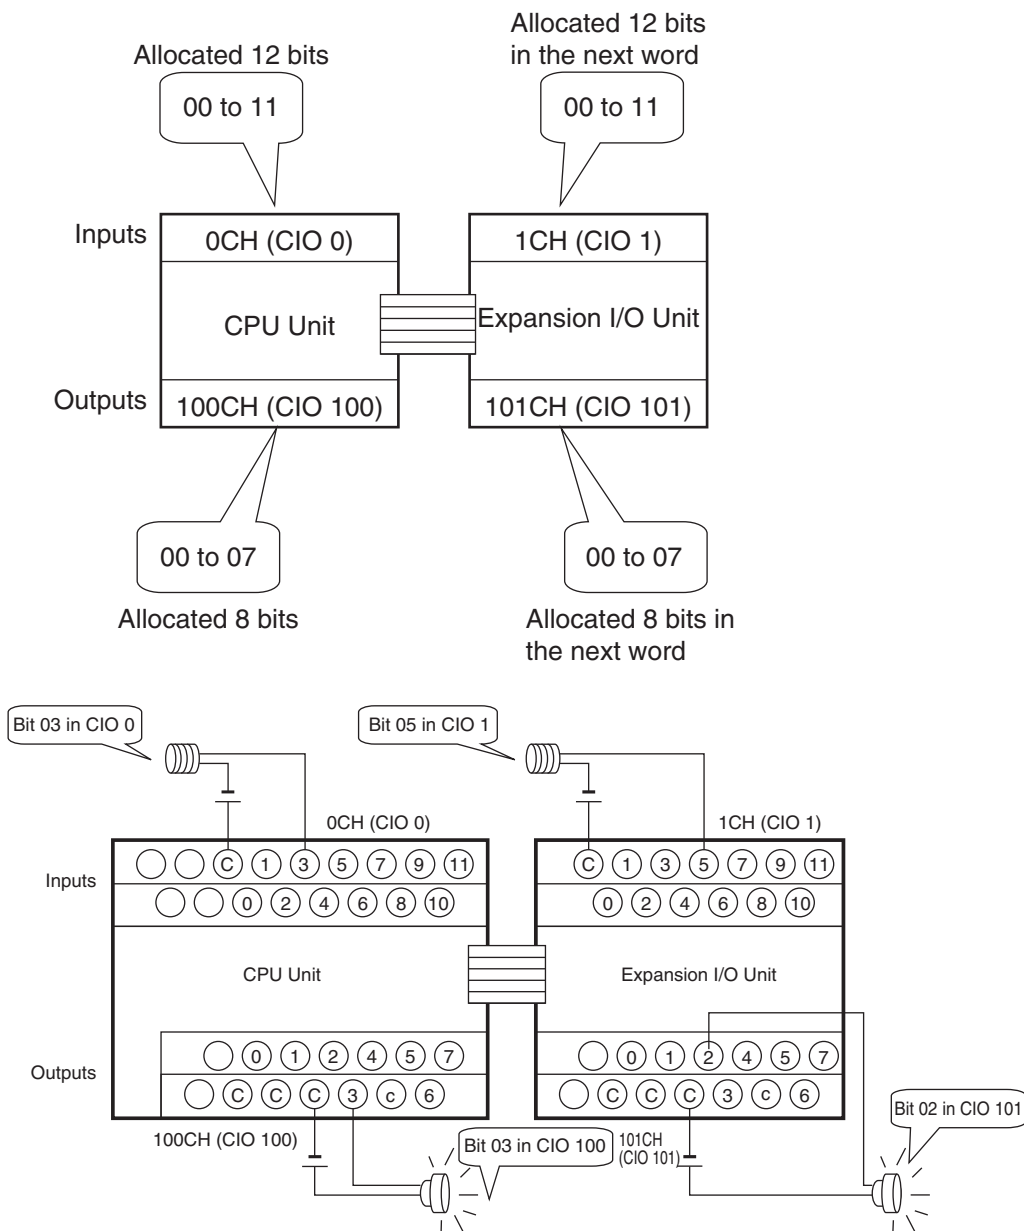 Allocated 12 bits
Allocated 12 bits
in the next word
00 to 11
00 to 11
Inputs
0CH (CIO 0)
1CH (CIO 1)
CPU Unit
Expansion I/O Unit
Outputs
100CH (CIO 100)
101CH (CIO 101)
00 to 07
00 to 07
Allocated 8 bits
Allocated 8 bits in
the next word
Bit 03 in CIO 0
Bit 05 in CIO 1
0CH (CIO 0)
1CH (CIO 1)
Inputs
C 1 3 5 7 9 11
0 2 4 6 8 10
C 1 3 5 7 9 11
0 2 4 6 8 10
CPU Unit
Expansion I/O Unit
Outputs
0 1 2 4 5 7
C C C 3 c 6
0 1 2 4 5 7
C C C 3 c 6
100CH (CIO 100)
Bit 03 in CIO 100
101CH
(CIO 101)
Bit 02 in CIO 101